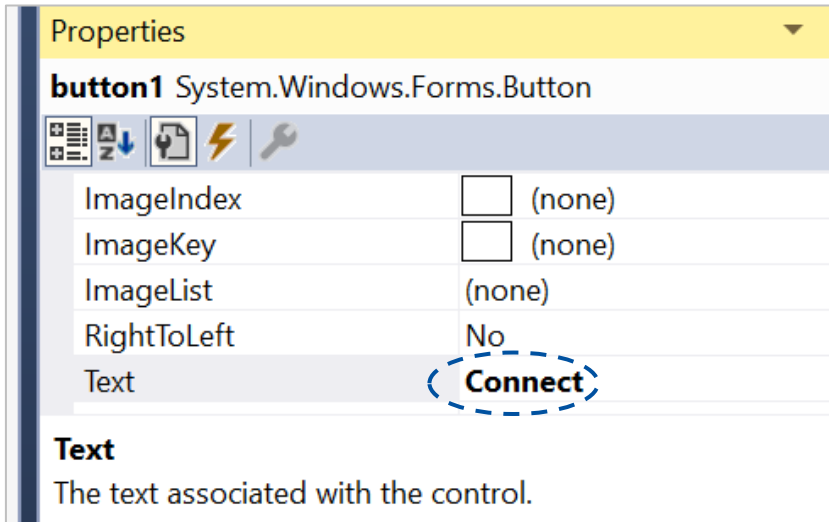 Properties
button1 System.Windows.Forms.Button
ImageIndex (none)
ImageKey (none)
ImageList (none)
RightToLeft No
Text Connect
Text
The text associated with the control.